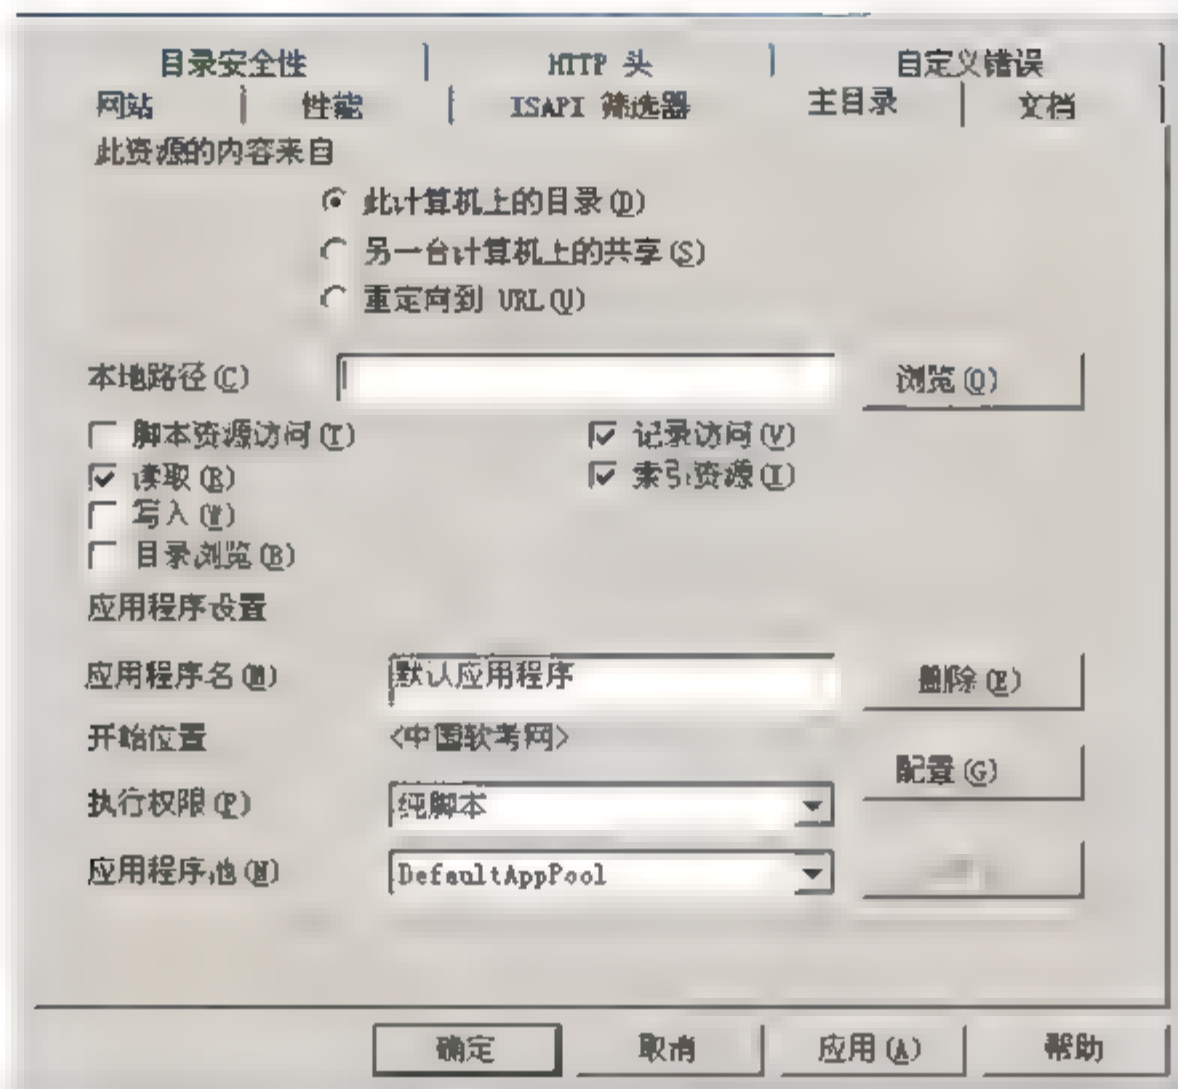 目录安全性 HTTP 头 自定义错误
网站 性能 ISAPI 筛选器 主目录 文档
此资源的内容来自
此计算机上的目录(D)
另一台计算机上的共享(S)
重定向到 URL(U)
本地路径(C) 浏览(O)
脚本资源访问(T) 记录访问(V)
读取(R) 索引资源(I)
写入(W)
目录浏览(B)
应用程序设置
应用程序名(M) 默认应用程序 删除(E)
开始位置 <中国软考网>
配置(G)
执行权限(P) 纯脚本
应用程序池(N) DefaultAppPool
确定 取消 应用(A) 帮助